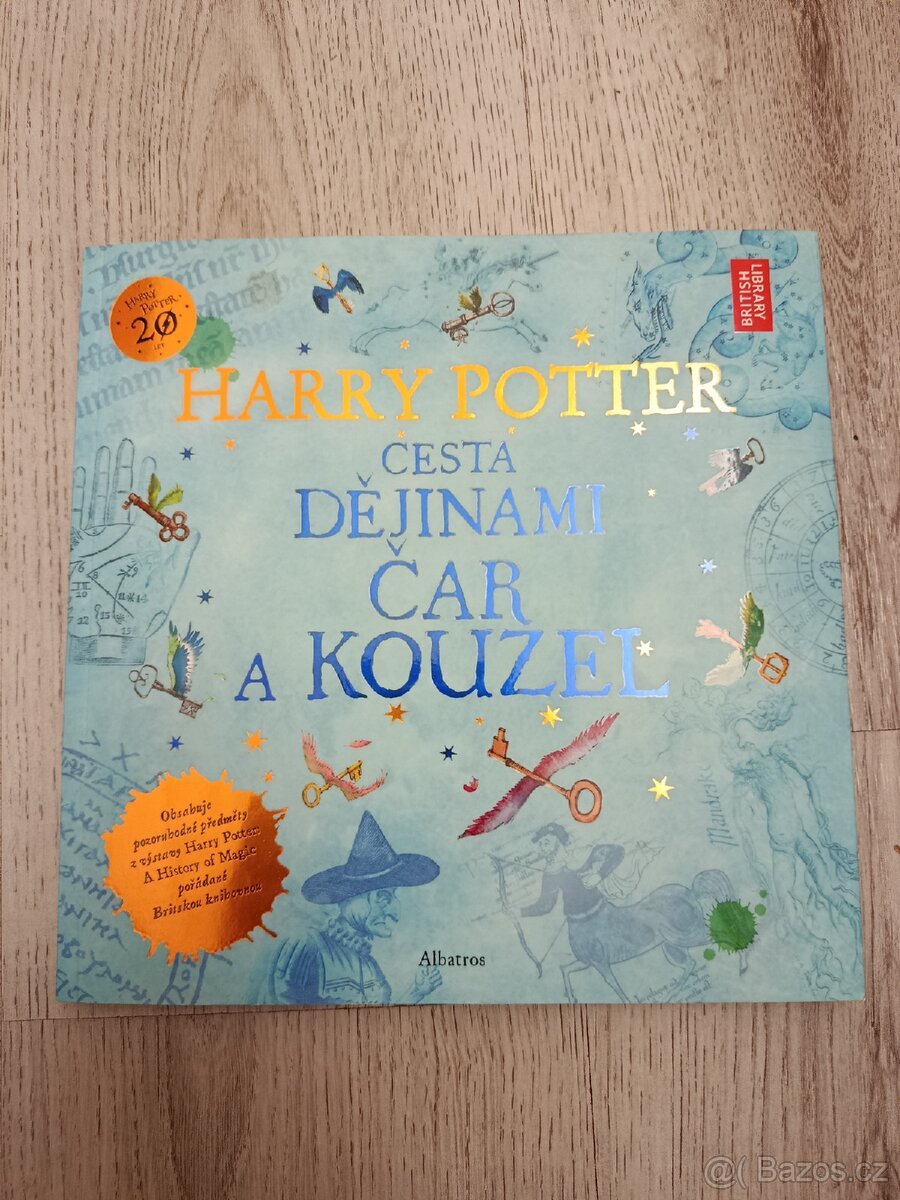 HARRY
POTTER
20
LET
BRITISH
LIBRARY
HARRY POTTER
CESTA
DĚJINAMI
ČAR
A KOUZEL
Obsahuje
pozoruhodné předměty
z výstavy Harry Potter:
A History of Magic
pořádané
Britskou knihovnou
Mandrake
Albatros
@( Bazos.cz